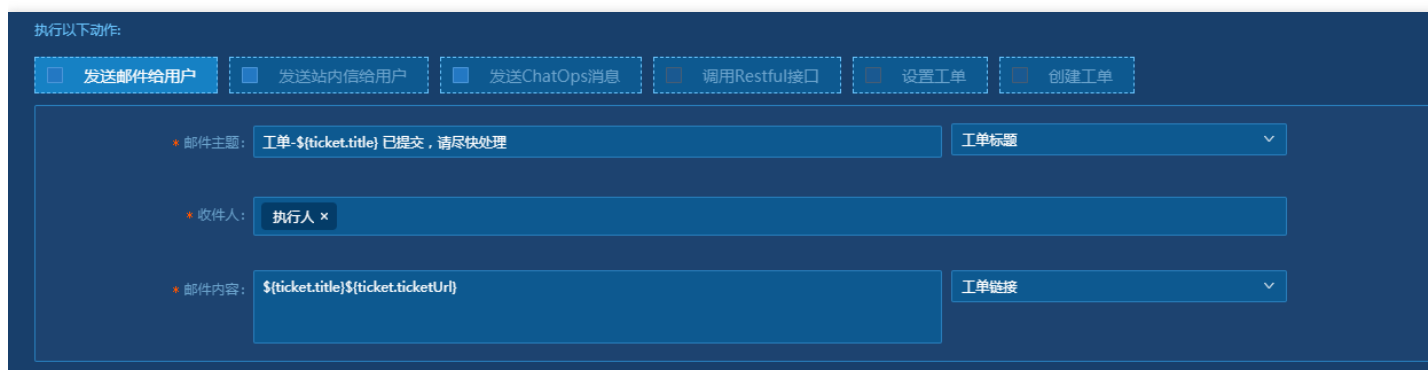 执行以下动作:
发送邮件给用户 发送站内信给用户 发送ChatOps消息 调用Restful接口 设置工单 创建工单
* 邮件主题: 工单-${ticket.title} 已提交，请尽快处理 工单标题
* 收件人: 执行人 ×
* 邮件内容: ${ticket.title}${ticket.ticketUrl} 工单链接